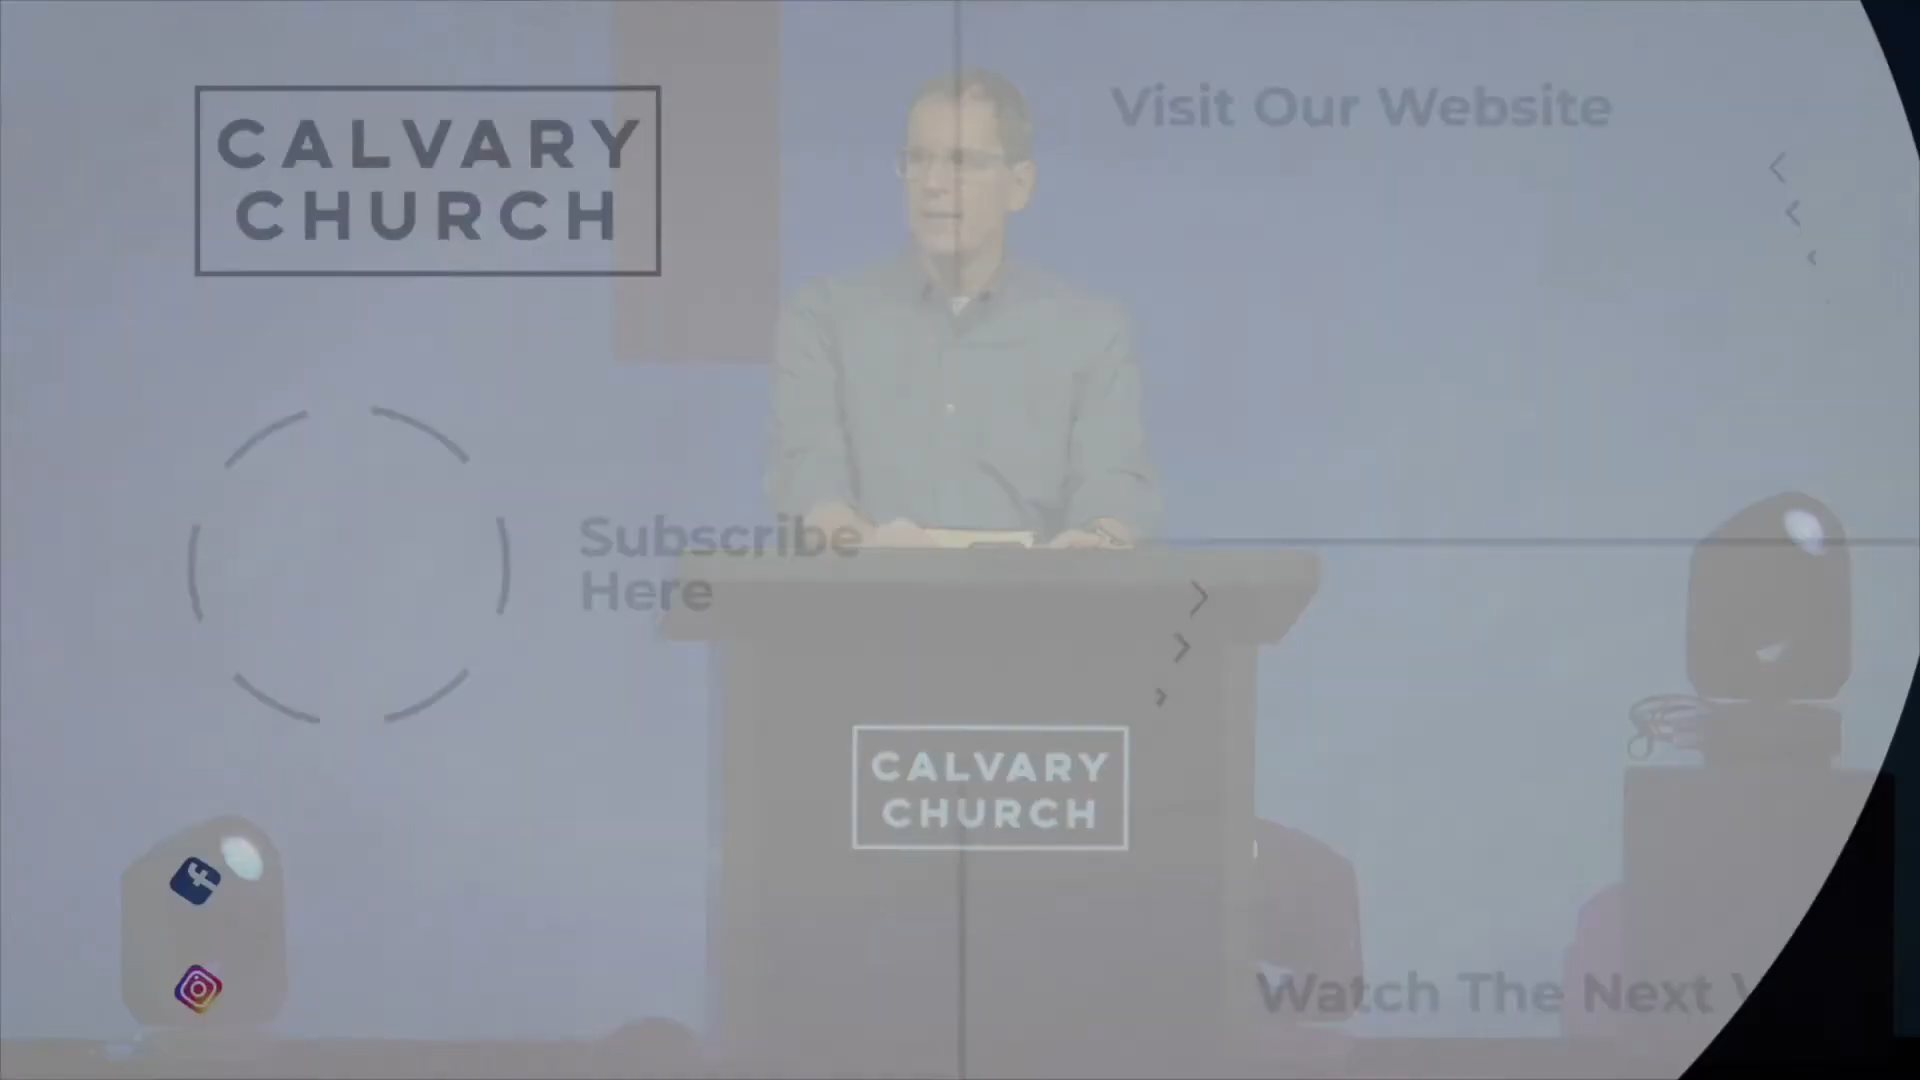 CALVARY
CHURCH
Visit Our Website
Subscribe
Here
CALVARY
CHURCH
Watch The Next